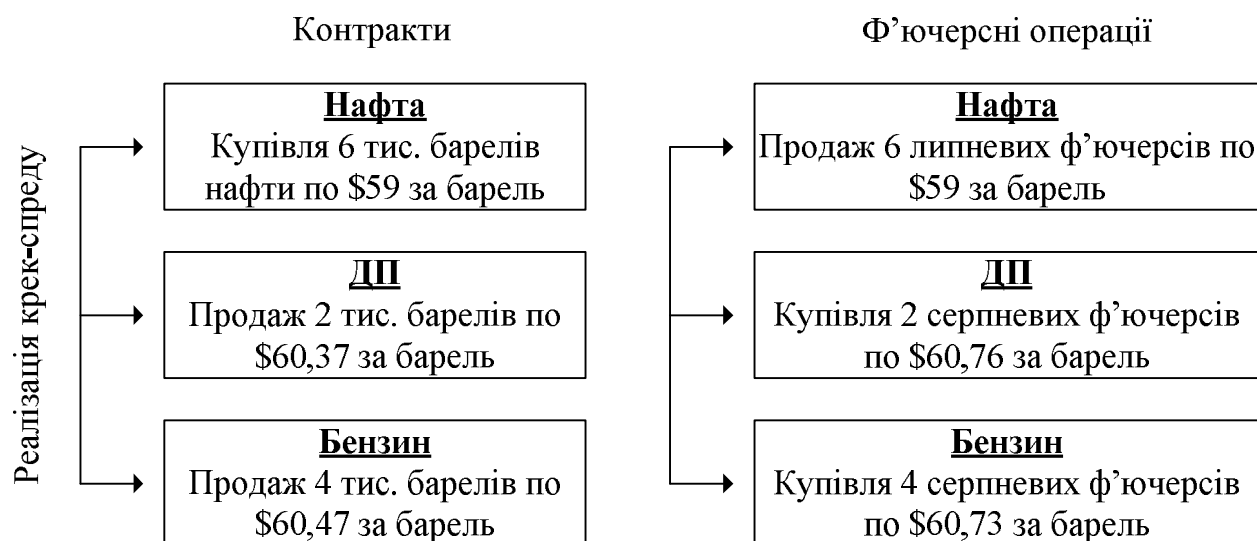 Контракти
Ф’ючерсні операції
Реалізація крек-спреду
Нафта
Купівля 6 тис. барелів
нафти по $59 за барель
Нафта
Продаж 6 липневих ф’ючерсів по
$59 за барель
ДП
Продаж 2 тис. барелів по
$60,37 за барель
ДП
Купівля 2 серпневих ф’ючерсів
по $60,76 за барель
Бензин
Продаж 4 тис. барелів по
$60,47 за барель
Бензин
Купівля 4 серпневих ф’ючерсів
по $60,73 за барель